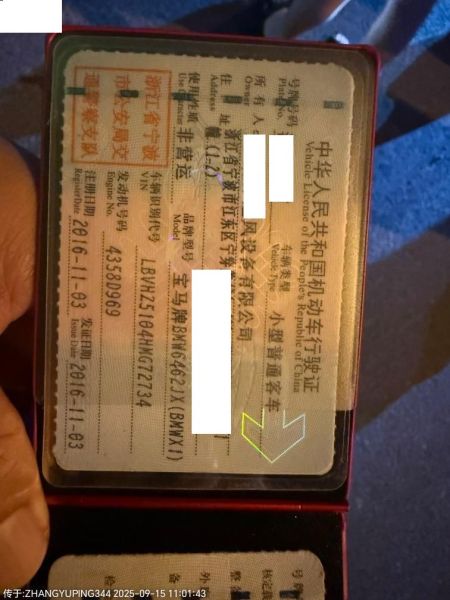 中华人民共和国机动车行驶证
Vehicle License of the People's Republic of China
号牌号码
Plate No.
车辆类型 小型普通客车
Vehicle Type
所有人
Owner
风设备有限公司
住址 浙江省宁波市江东区宁
Address
幢(1-2)
使用性质 非营运
Use Character
品牌型号 宝马牌BMW6462JX(BMWX1)
Model
浙江省宁波
市公安局交
通警察支队
车辆识别代号 LBVHZ5104HMG72734
VIN
发动机号码 4358D969
注册日期 2016-11-03
Register Date
发证日期 2016-11-03
Issue Date
传于:ZHANGYUPING344 2025-09-15 11:01:43